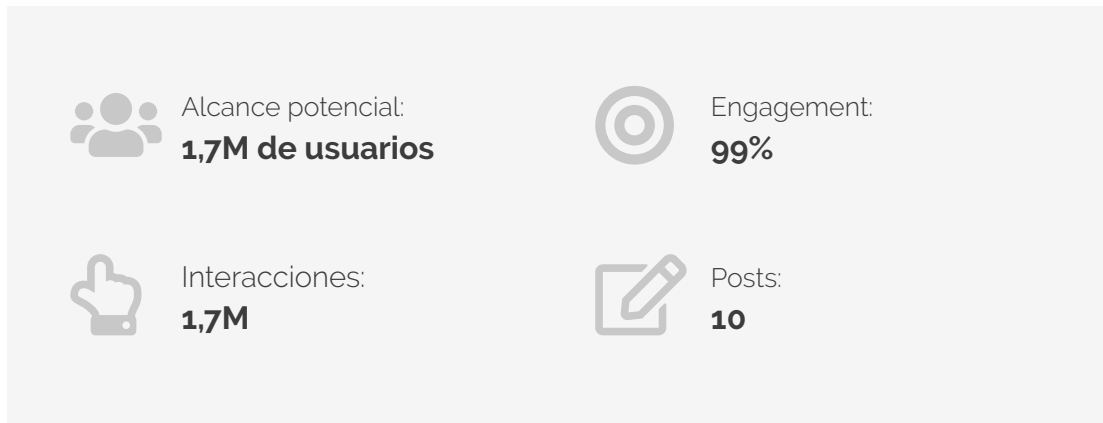 Alcance potencial:
1,7M de usuarios
Engagement:
99%
Interacciones:
1,7M
Posts:
10